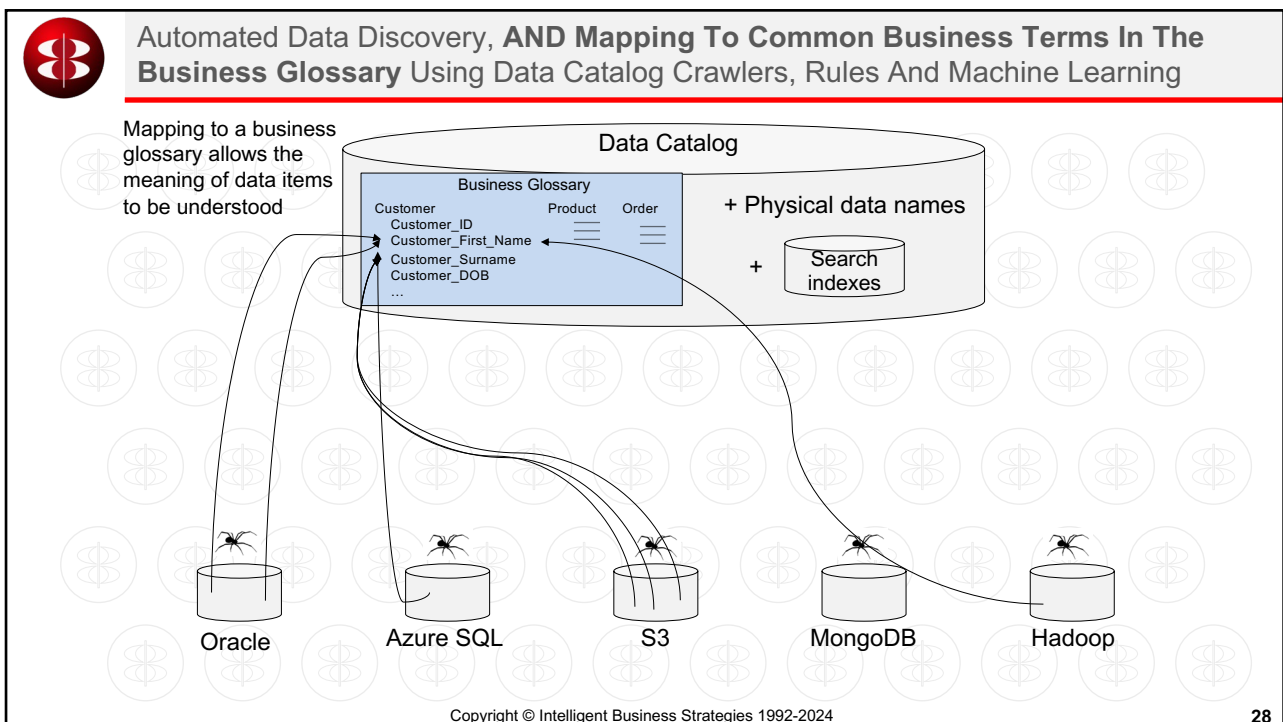 Automated Data Discovery, AND Mapping To Common Business Terms In The
Business Glossary Using Data Catalog Crawlers, Rules And Machine Learning
Mapping to a business
glossary allows the
meaning of data items
to be understood
Data Catalog
Business Glossary
Customer Product Order
Customer_ID
Customer_First_Name
Customer_Surname
Customer_DOB
...
+ Physical data names
+
Search
indexes
Oracle
Azure SQL
S3
MongoDB
Hadoop
Copyright © Intelligent Business Strategies 1992-2024
28